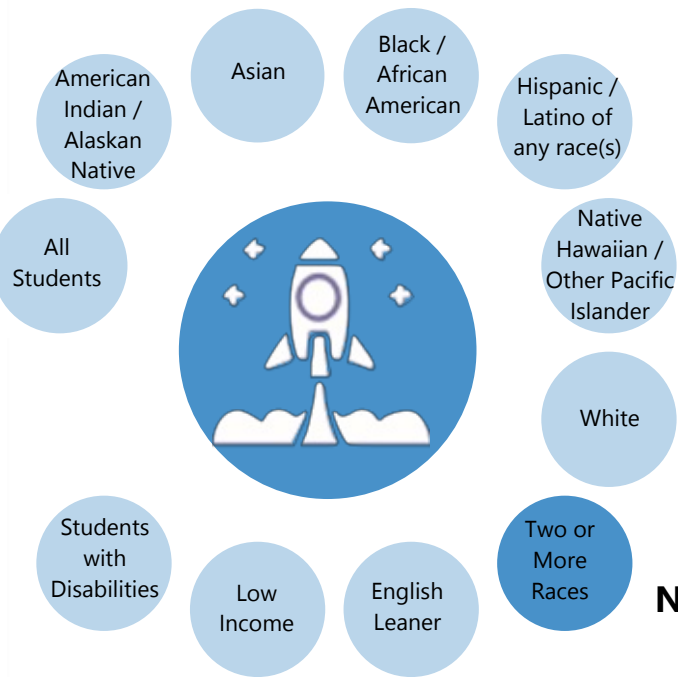 American
Indian /
Alaskan
Native
Asian
Black /
African
American
Hispanic /
Latino of
any race(s)
Native
Hawaiian /
Other Pacific
Islander
White
Two or
More
Races
N
English
Leaner
Low
Income
Students
with
Disabilities
All
Students